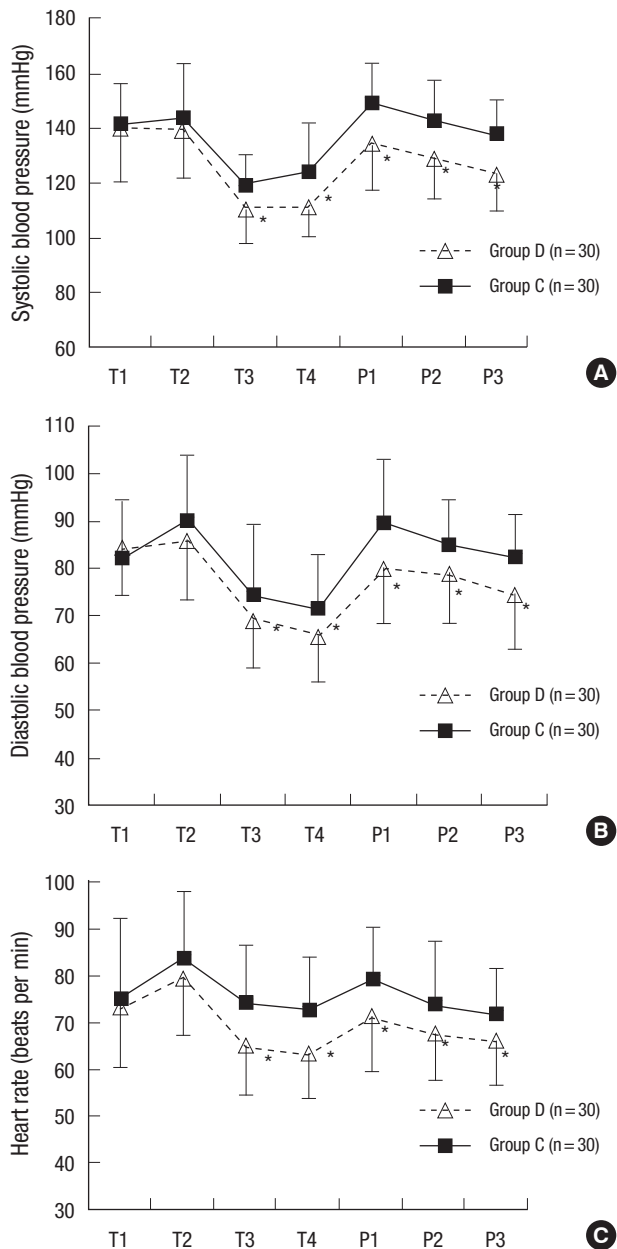 Systolic blood pressure (mmHg)
180
160
140
120
100
80
60
*
*
*
*
*
Group D (n = 30)
Group C (n = 30)
T1 T2 T3 T4 P1 P2 P3
A
Diastolic blood pressure (mmHg)
110
100
90
80
70
60
50
40
30
*
*
*
*
*
Group D (n = 30)
Group C (n = 30)
T1 T2 T3 T4 P1 P2 P3
B
Heart rate (beats per min)
100
90
80
70
60
50
40
30
*
*
*
*
*
Group D (n = 30)
Group C (n = 30)
T1 T2 T3 T4 P1 P2 P3
C